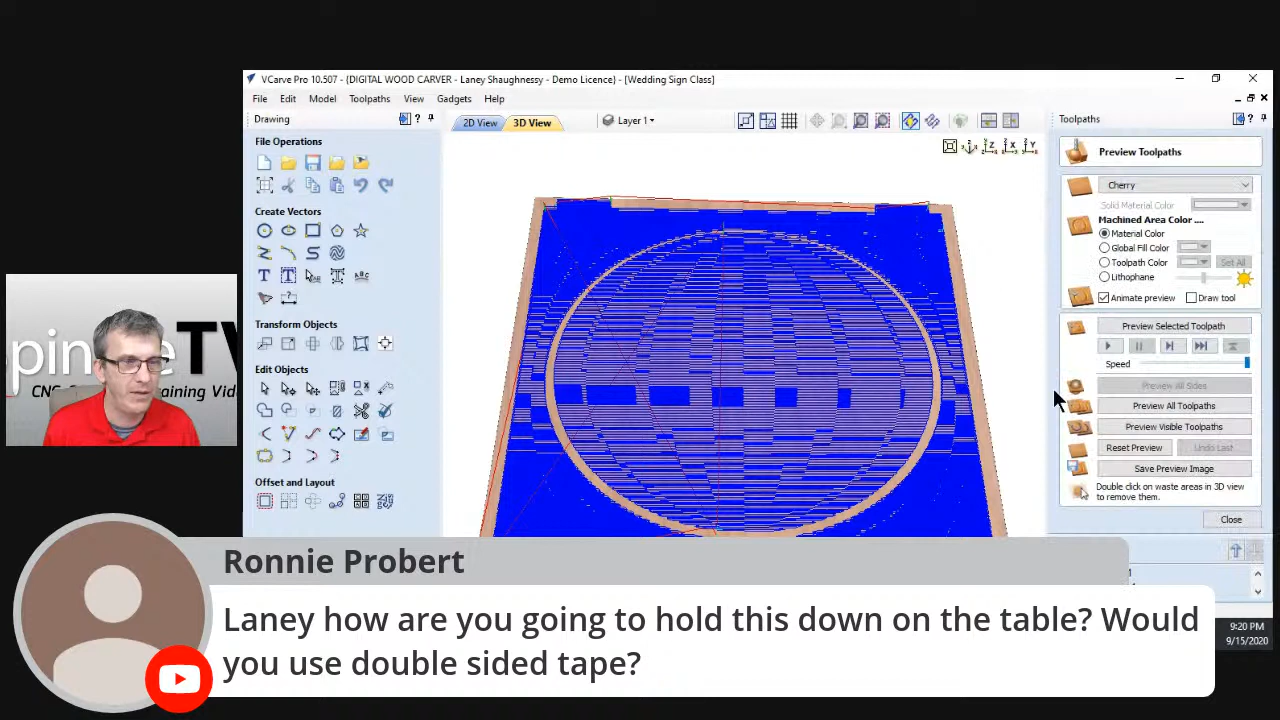 VCarve Pro 10.507 - {DIGITAL WOOD CARVER - Laney Shaughnessy - Demo Licence} - [Wedding Sign Class]
File Edit Model Toolpaths View Gadgets Help
Drawing
?
2D View
3D View
Layer 1
Toolpaths
?
File Operations
Create Vectors
Transform Objects
Edit Objects
Offset and Layout
Z X Y
Preview Toolpaths
Cherry
Solid Material Color
Machined Area Color ....
Material Color
Global Fill Color
Toolpath Color
Set All
Lithophane
Animate preview
Draw tool
Preview Selected Toolpath
Speed
Preview All Sides
Preview All Toolpaths
Preview Visible Toolpaths
Reset Preview
Undo Last
Save Preview Image
Double click on waste areas in 3D view
to remove them.
Close
9:20 PM
9/15/2020
Ronnie Probert
Laney how are you going to hold this down on the table? Would
you use double sided tape?